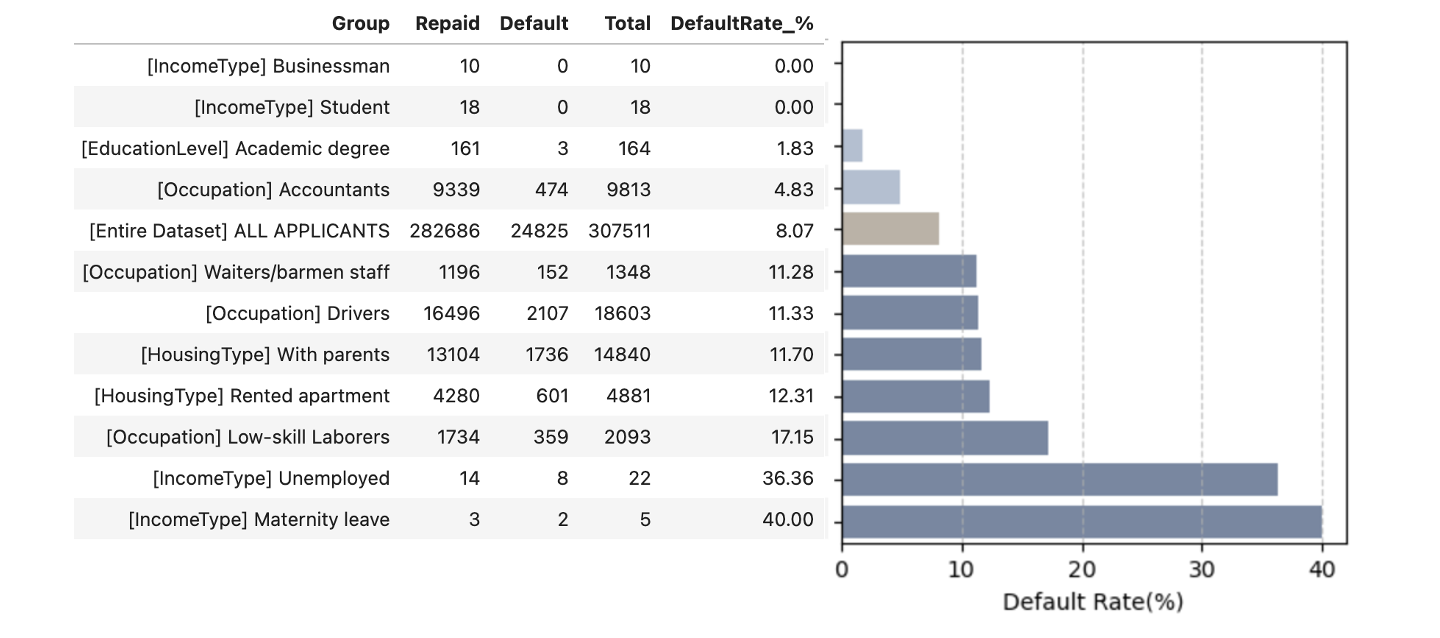 Group Repaid Default Total DefaultRate_%
[IncomeType] Businessman 10 0 10 0.00
[IncomeType] Student 18 0 18 0.00
[EducationLevel] Academic degree 161 3 164 1.83
[Occupation] Accountants 9339 474 9813 4.83
[Entire Dataset] ALL APPLICANTS 282686 24825 307511 8.07
[Occupation] Waiters/barmen staff 1196 152 1348 11.28
[Occupation] Drivers 16496 2107 18603 11.33
[HousingType] With parents 13104 1736 14840 11.70
[HousingType] Rented apartment 4280 601 4881 12.31
[Occupation] Low-skill Laborers 1734 359 2093 17.15
[IncomeType] Unemployed 14 8 22 36.36
[IncomeType] Maternity leave 3 2 5 40.00
0 10 20 30 40
Default Rate(%)